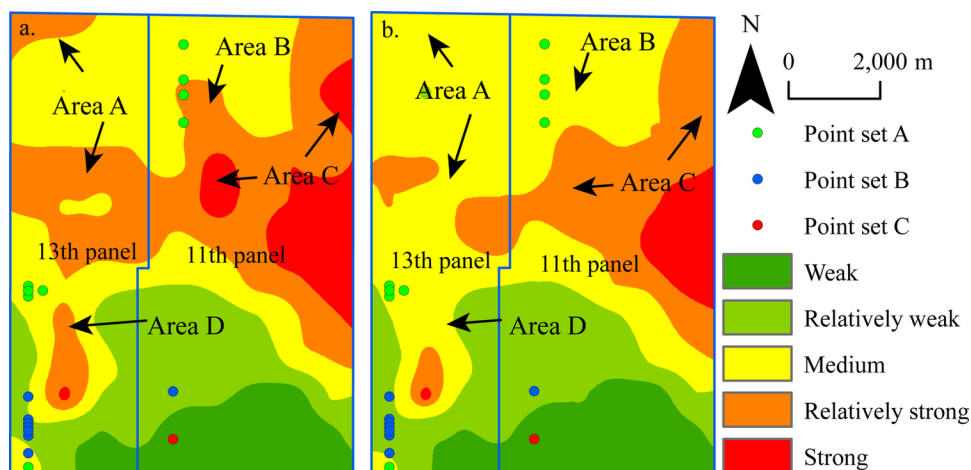 a.
Area B
Area A
Area C
13th panel
11th panel
Area D
b.
Area B
Area A
Area C
13th panel
11th panel
Area D
N
0 2,000 m
Point set A
Point set B
Point set C
Weak
Relatively weak
Medium
Relatively strong
Strong